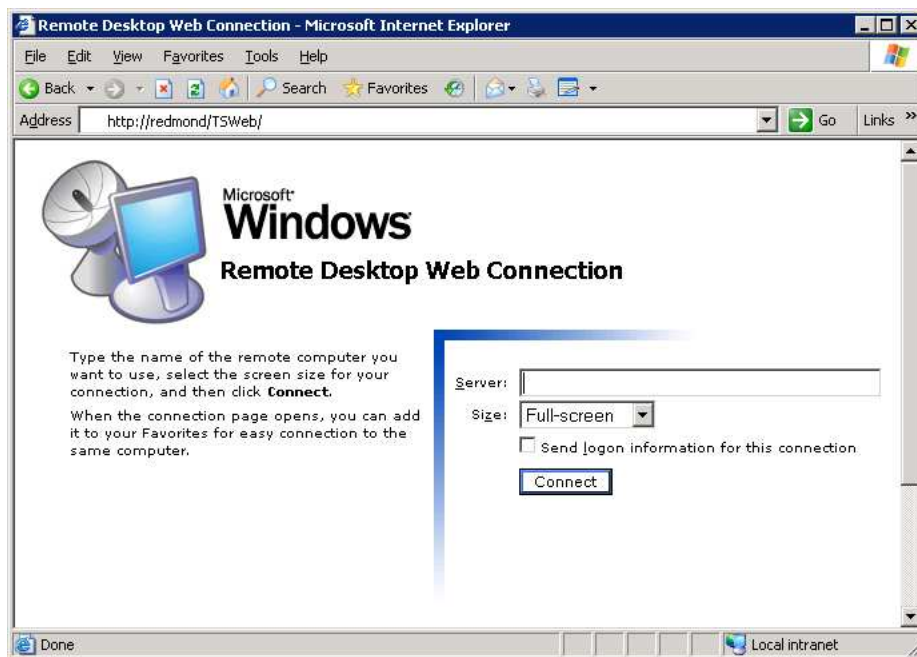 Remote Desktop Web Connection - Microsoft Internet Explorer
File Edit View Favorites Tools Help
Back Search Favorites
Address http://redmond/TSWeb/ Go Links »
Microsoft
Windows
Remote Desktop Web Connection
Type the name of the remote computer you
want to use, select the screen size for your
connection, and then click Connect.
When the connection page opens, you can add
it to your Favorites for easy connection to the
same computer.
Server:
Size: Full-screen
Send logon information for this connection
Connect
Done Local intranet